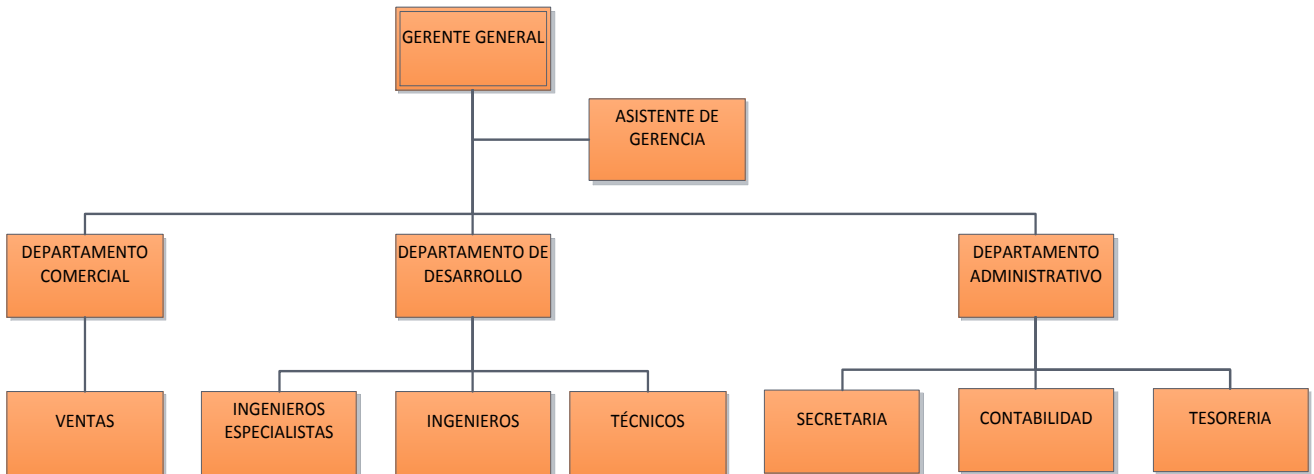 GERENTE GENERAL
ASISTENTE DE
GERENCIA
DEPARTAMENTO
COMERCIAL
DEPARTAMENTO DE
DESARROLLO
DEPARTAMENTO
ADMINISTRATIVO
VENTAS
INGENIEROS
ESPECIALISTAS
INGENIEROS
TÉCNICOS
SECRETARIA
CONTABILIDAD
TESORERIA